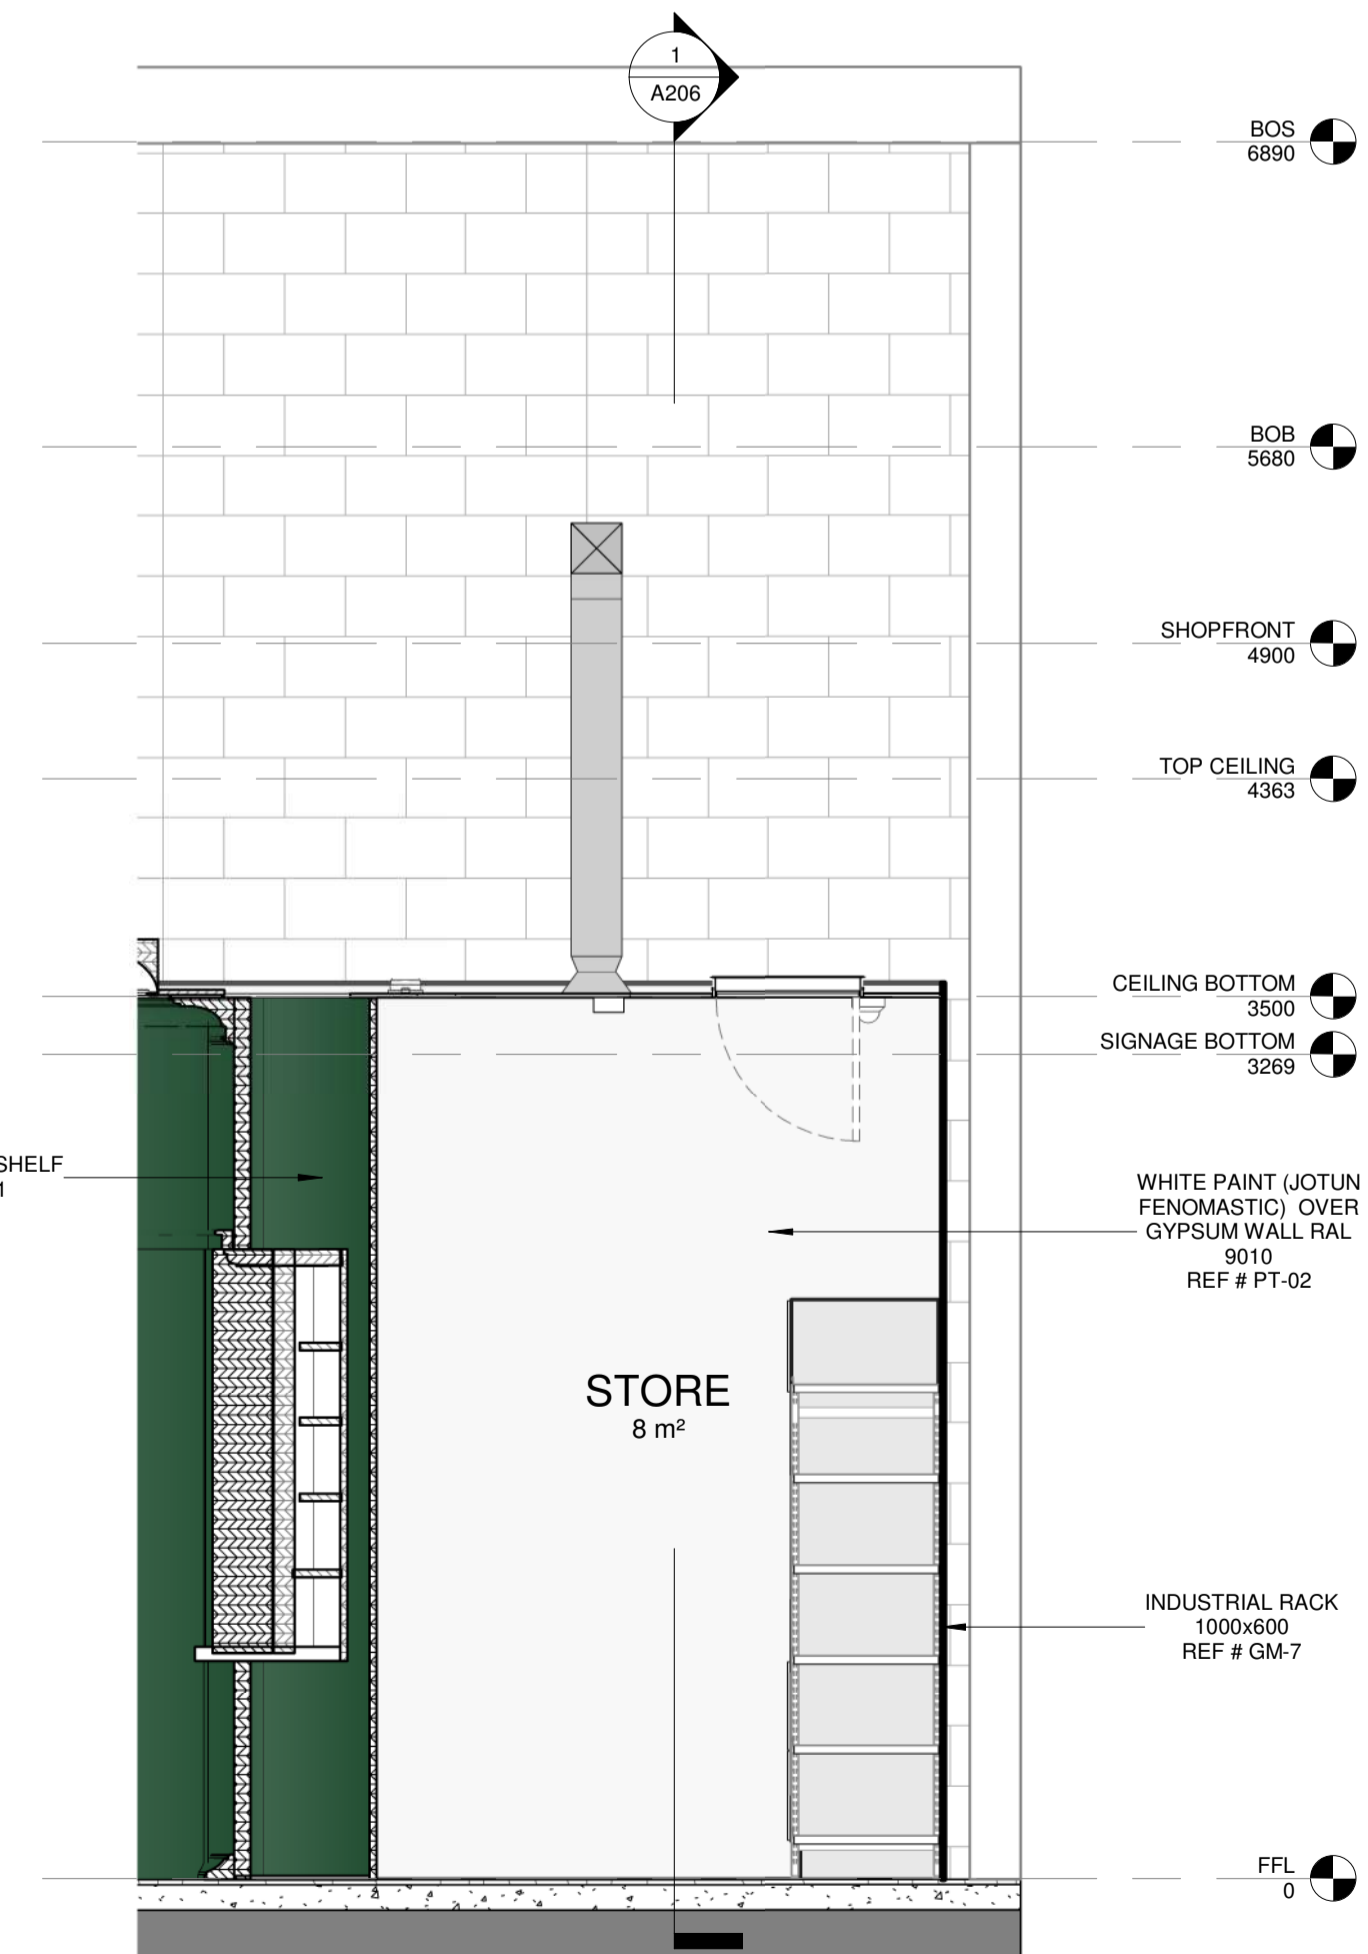 1
A206
BOS
6890
BOB
5680
SHOPFRONT
4900
TOP CEILING
4363
CEILING BOTTOM
3500
SIGNAGE BOTTOM
3269
SHELF
1
WHITE PAINT (JOTUN
FENOMASTIC) OVER
GYPSUM WALL RAL
9010
REF # PT-02
STORE
8 m²
INDUSTRIAL RACK
1000x600
REF # GM-7
FFL
0